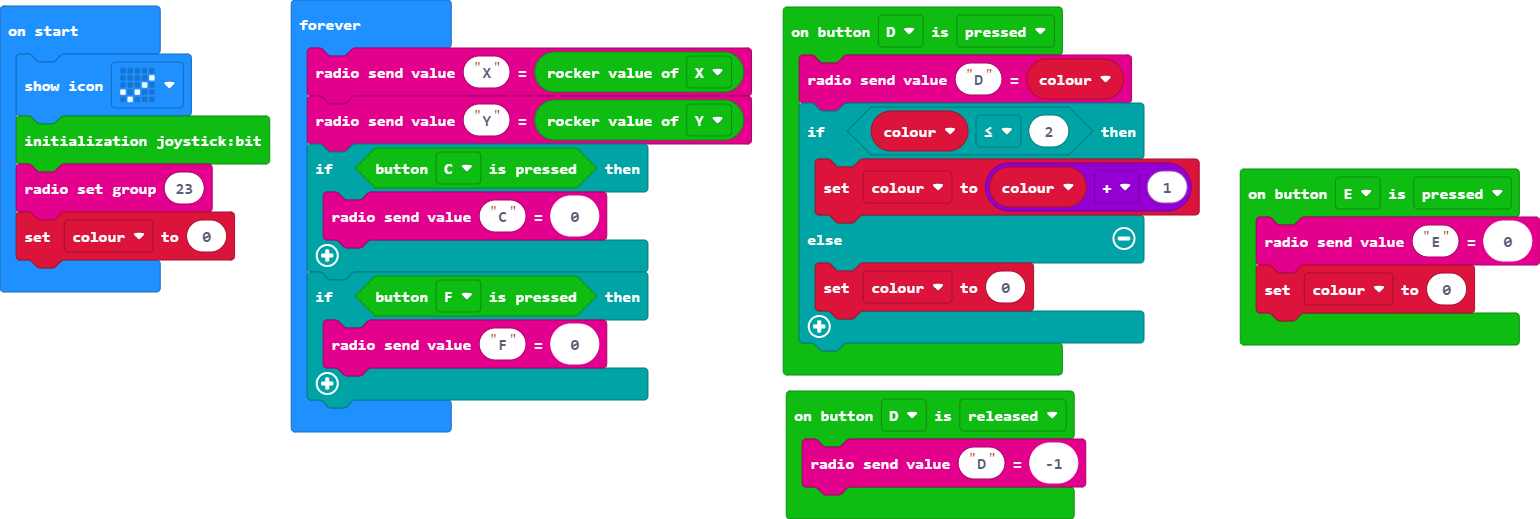 on start
show icon
initialization joystick:bit
radio set group 23
set colour to 0
forever
radio send value "X" = rocker value of X
radio send value "Y" = rocker value of Y
if button C is pressed then
radio send value "C" = 0
if button F is pressed then
radio send value "F" = 0
on button D is pressed
radio send value "D" = colour
if colour ≤ 2 then
set colour to colour + 1
else
set colour to 0
on button D is released
radio send value "D" = -1
on button E is pressed
radio send value "E" = 0
set colour to 0